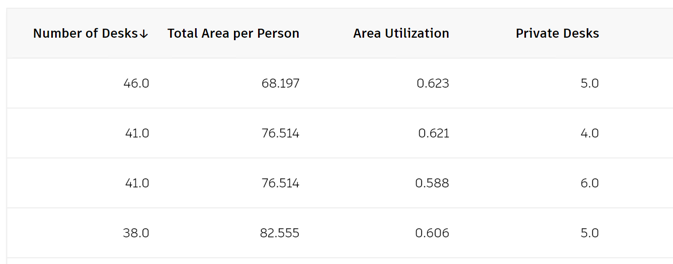 Number of Desks↓ Total Area per Person Area Utilization Private Desks
46.0 68.197 0.623 5.0
41.0 76.514 0.621 4.0
41.0 76.514 0.588 6.0
38.0 82.555 0.606 5.0